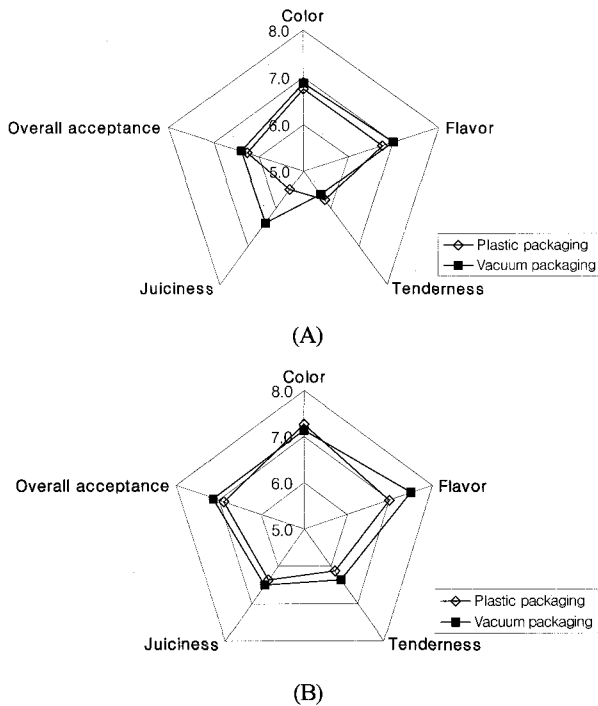 Color
8.0
7.0
6.0
5.0
Overall acceptance
Flavor
Juiciness
Tenderness
Plastic packaging
Vacuum packaging
(A)
Color
8.0
7.0
6.0
5.0
Overall acceptance
Flavor
Juiciness
Tenderness
Plastic packaging
Vacuum packaging
(B)